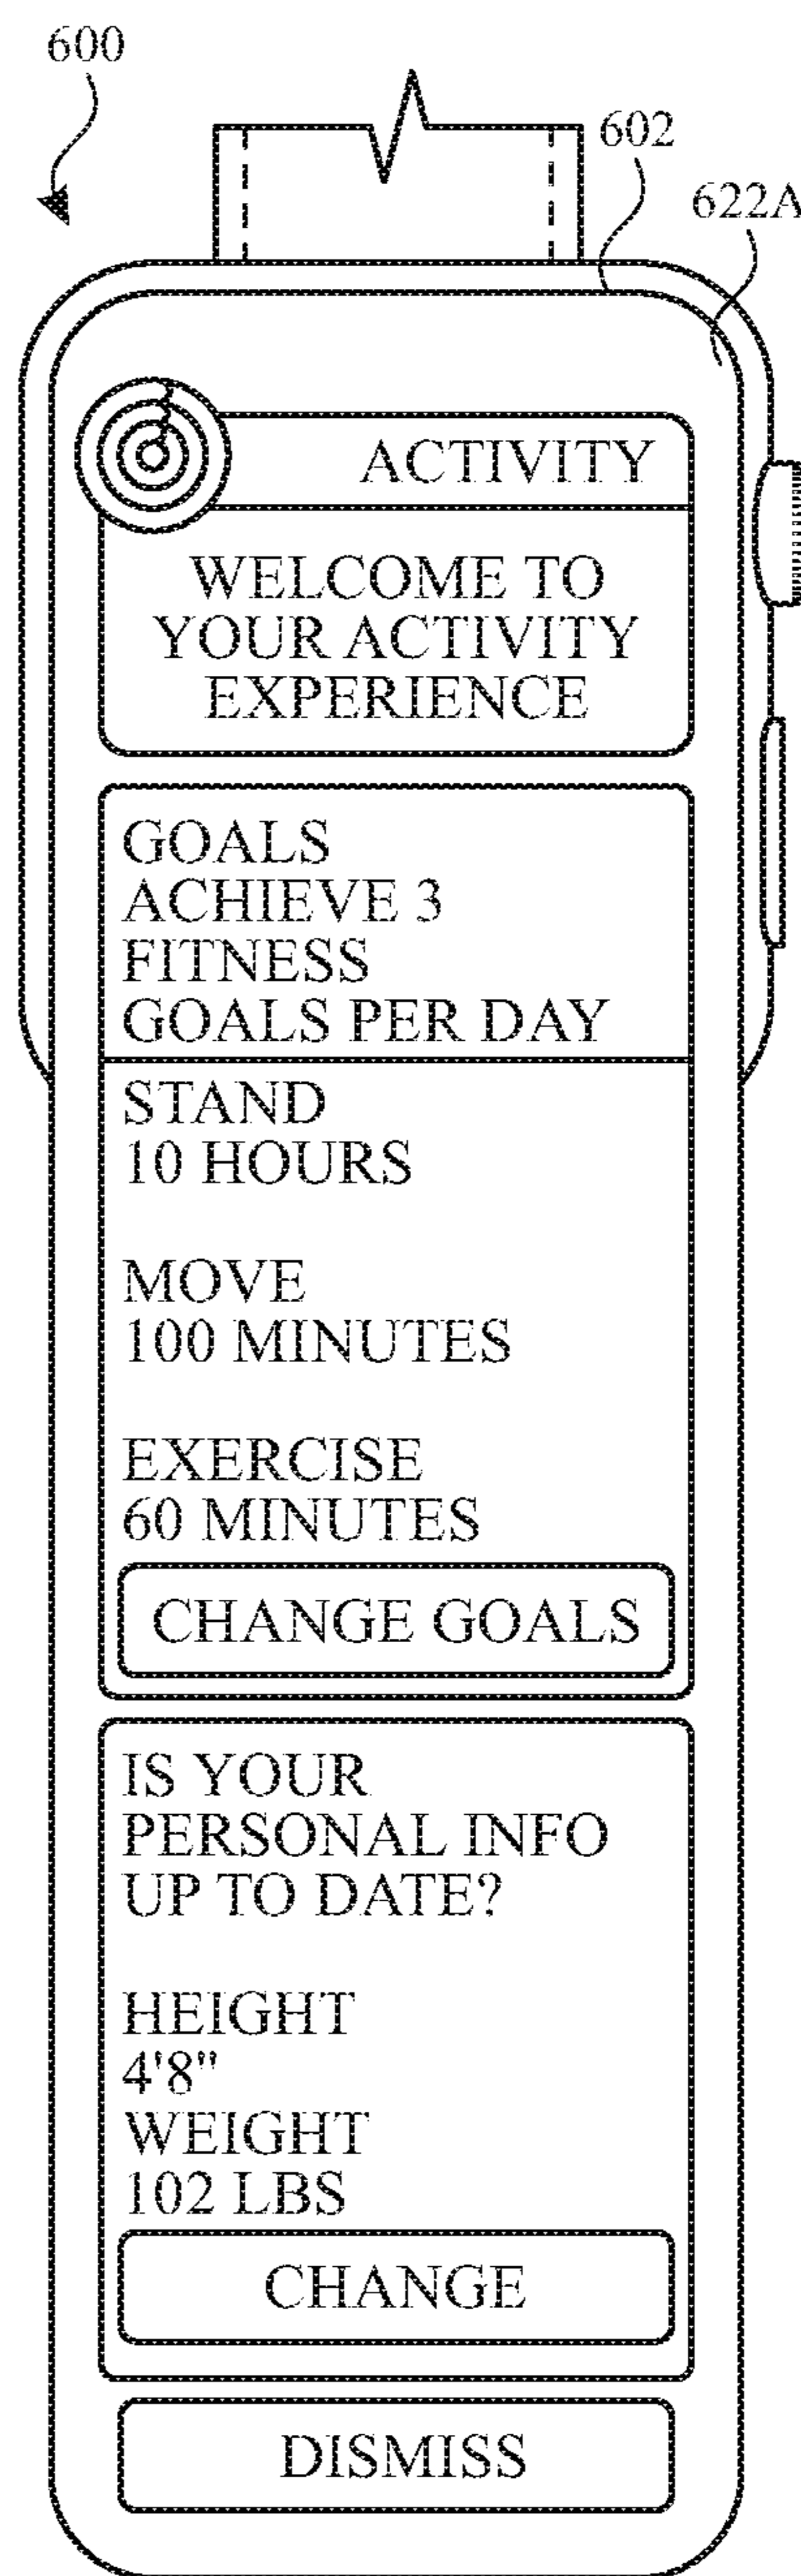 600
602
622A
ACTIVITY
WELCOME TO
YOUR ACTIVITY
EXPERIENCE
GOALS
ACHIEVE 3
FITNESS
GOALS PER DAY
STAND
10 HOURS
MOVE
100 MINUTES
EXERCISE
60 MINUTES
CHANGE GOALS
IS YOUR
PERSONAL INFO
UP TO DATE?
HEIGHT
4'8"
WEIGHT
102 LBS
CHANGE
DISMISS